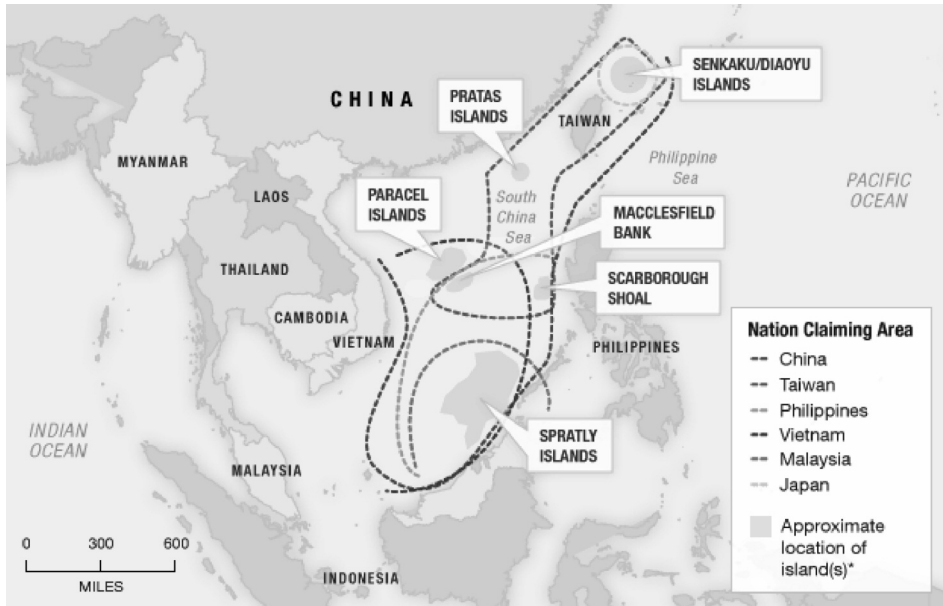 SENKAKU/DIAOYU
ISLANDS
CHINA
PRATAS
ISLANDS
TAIWAN
MYANMAR
Philippine
Sea
LAOS
PARACEL
ISLANDS
South
China
Sea
PACIFIC
OCEAN
MACCLESFIELD
BANK
THAILAND
SCARBOROUGH
SHOAL
CAMBODIA
VIETNAM
PHILIPPINES
Nation Claiming Area
China
Taiwan
Philippines
Vietnam
Malaysia
Japan
Approximate
location of
island(s)*
INDIAN
OCEAN
SPRATLY
ISLANDS
MALAYSIA
0 300 600
MILES
INDONESIA